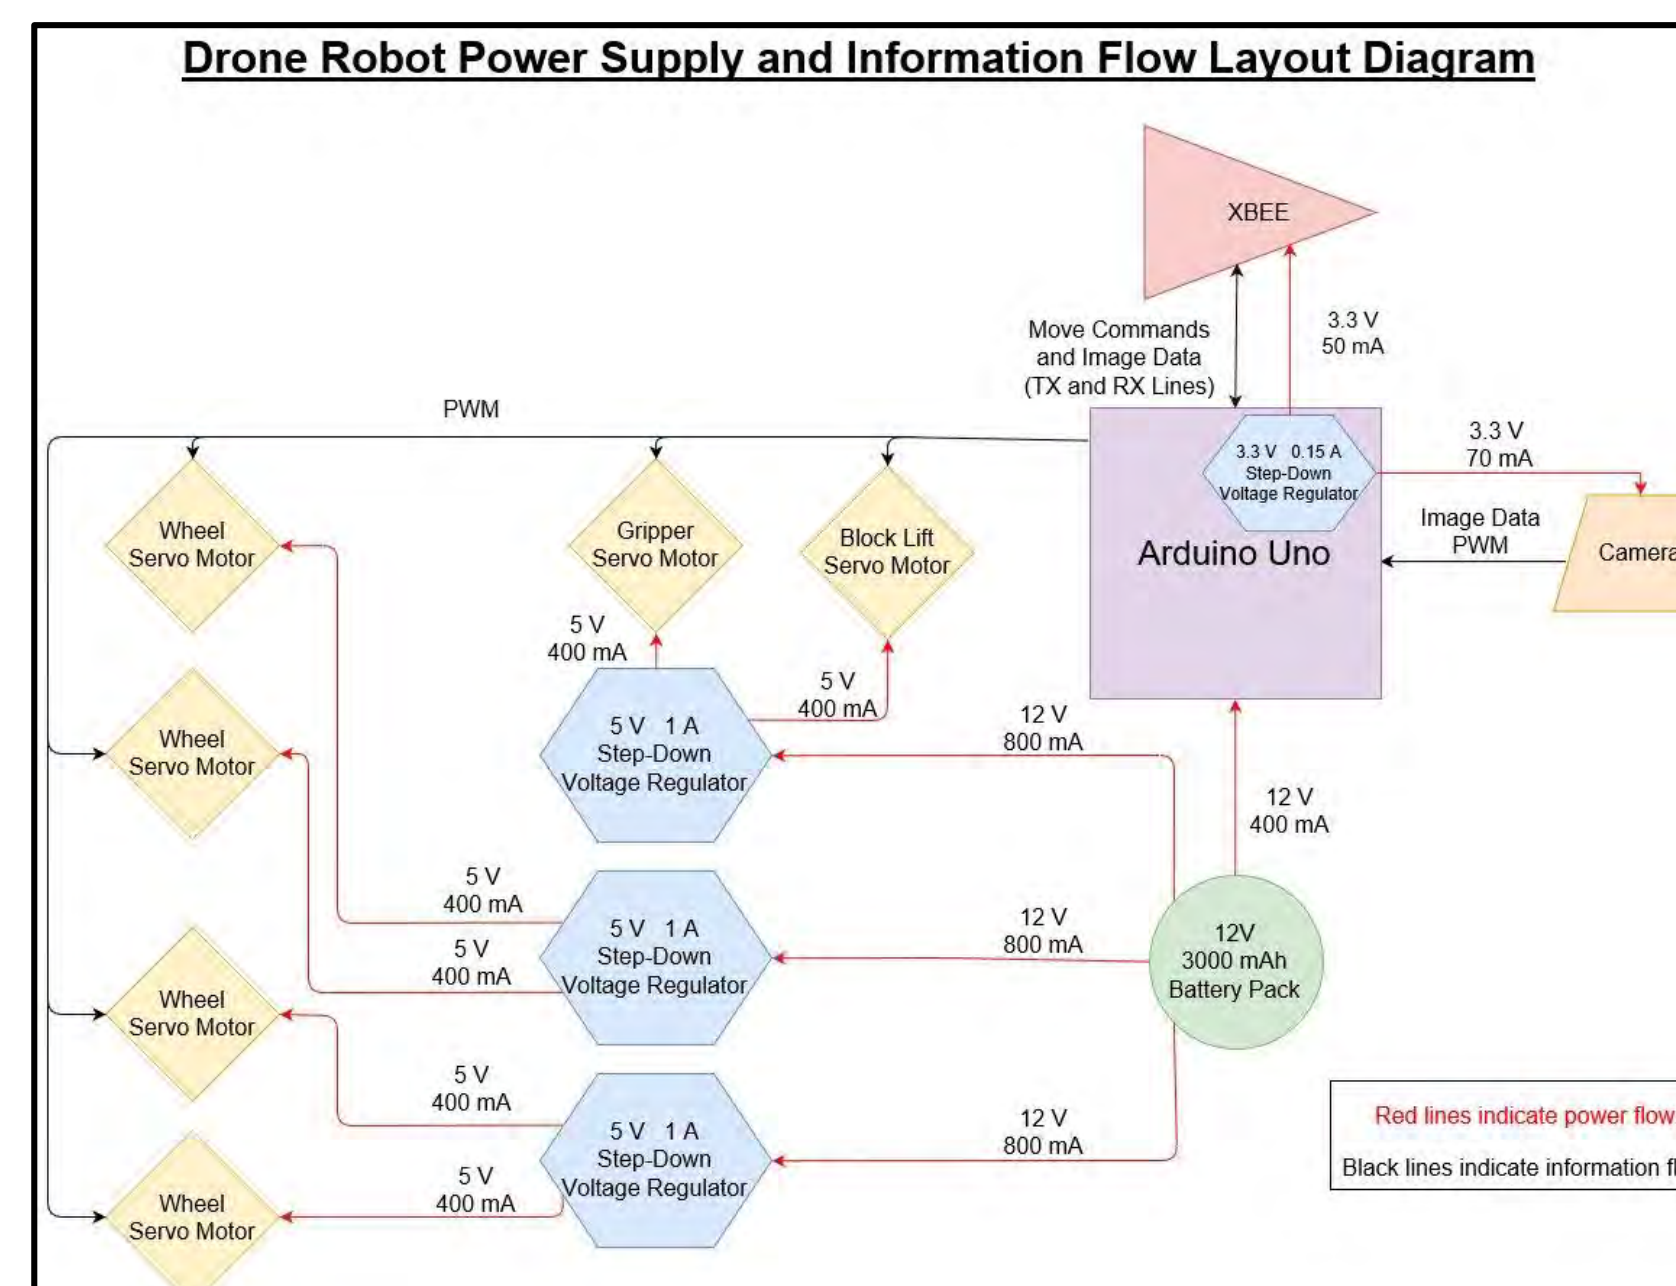 Drone Robot Power Supply and Information Flow Layout Diagram
XBEE
Move Commands
and Image Data
(TX and RX Lines)
3.3 V
50 mA
PWM
3.3 V 0.15 A
Step-Down
Voltage Regulator
Arduino Uno
3.3 V
70 mA
Image Data
PWM
Camera
Wheel
Servo Motor
Gripper
Servo Motor
Block Lift
Servo Motor
5 V
400 mA
5 V
400 mA
Wheel
Servo Motor
5 V 1 A
Step-Down
Voltage Regulator
12 V
800 mA
12 V
400 mA
5 V
400 mA
5 V
400 mA
5 V 1 A
Step-Down
Voltage Regulator
12 V
800 mA
12V
3000 mAh
Battery Pack
Wheel
Servo Motor
5 V
400 mA
5 V 1 A
Step-Down
Voltage Regulator
12 V
800 mA
Wheel
Servo Motor
5 V
400 mA
Red lines indicate power flow
Black lines indicate information